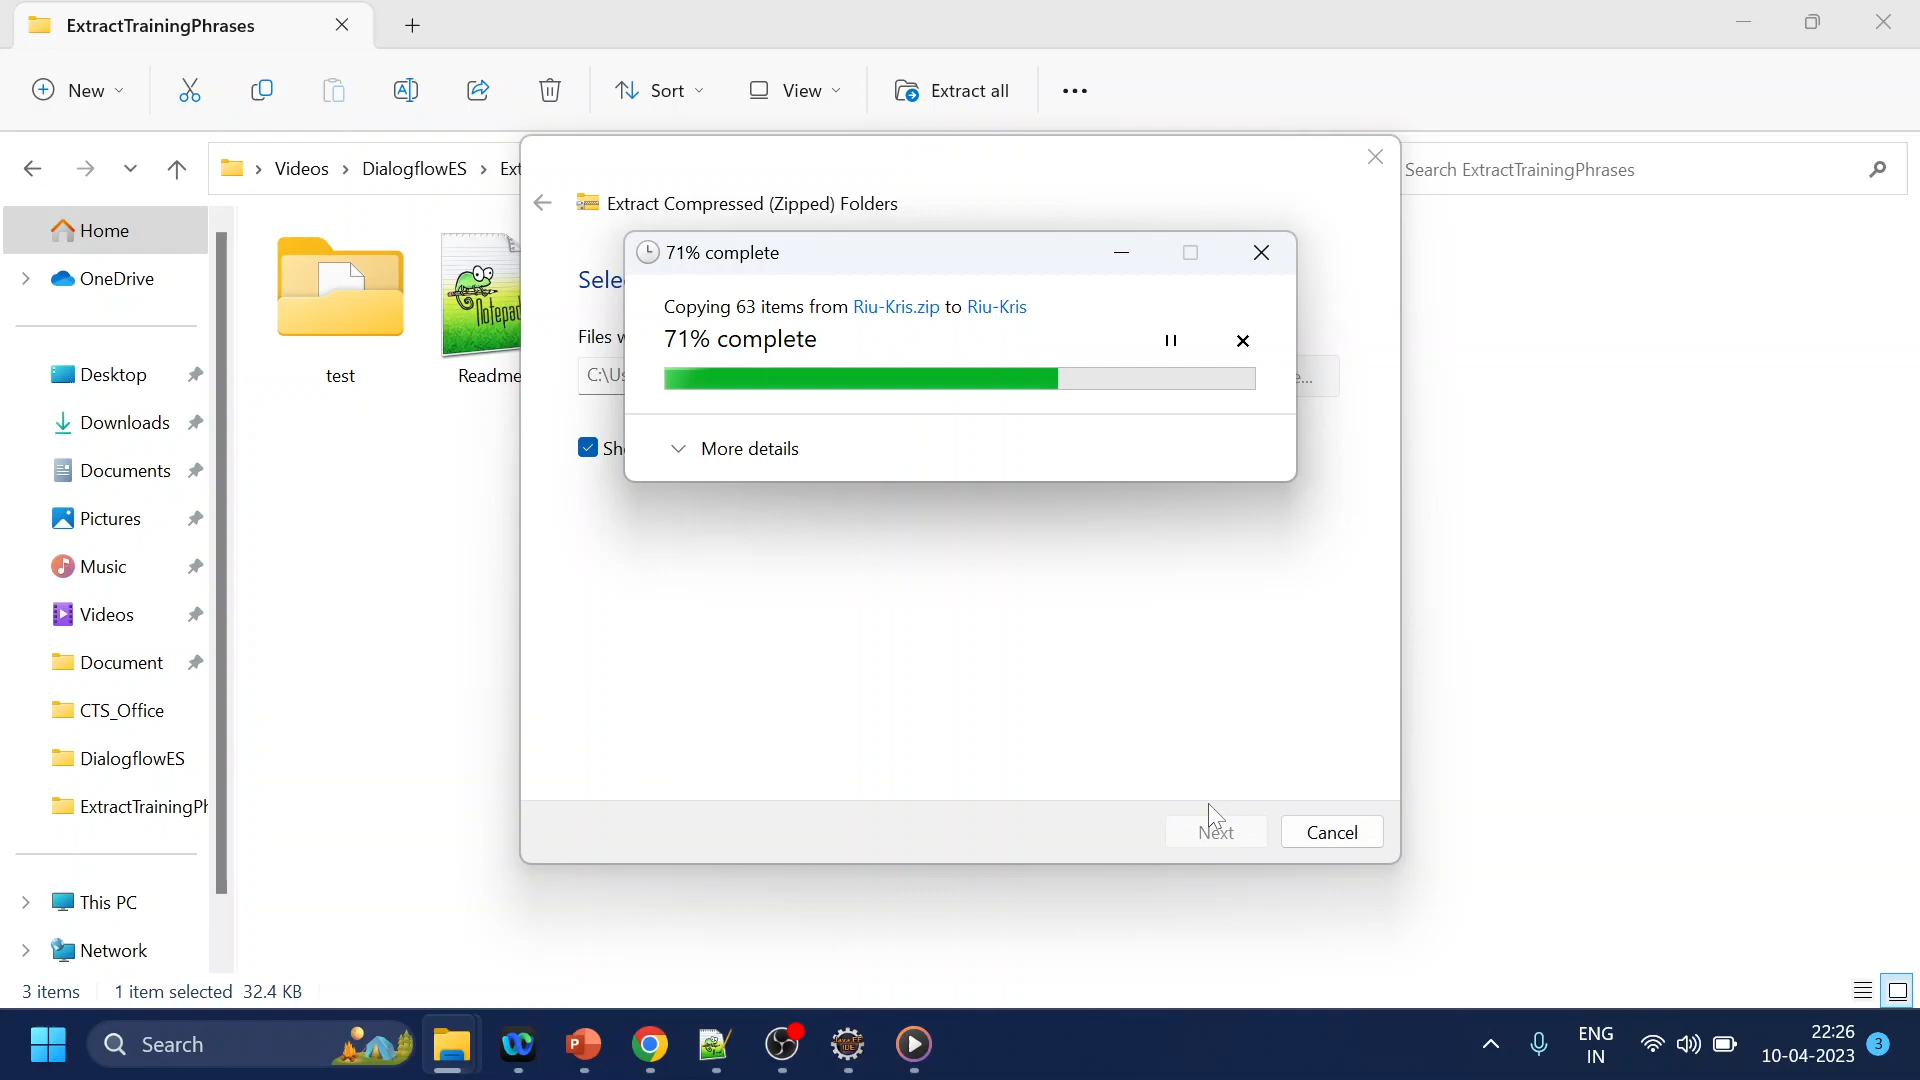 ExtractTrainingPhrases
New
Sort
View
Extract all
Videos
DialogflowES
Ext
Search ExtractTrainingPhrases
Extract Compressed (Zipped) Folders
71% complete
Copying 63 items from Riu-Kris.zip to Riu-Kris
71% complete
More details
Sele
Files w
C:\Us
e...
Sh
Next
Cancel
Home
OneDrive
Desktop
Downloads
Documents
Pictures
Music
Videos
Document
CTS_Office
DialogflowES
ExtractTrainingPh
This PC
Network
Notepad
test
Readme
3 items
1 item selected 32.4 KB
Search
ENG
IN
22:26
10-04-2023
3